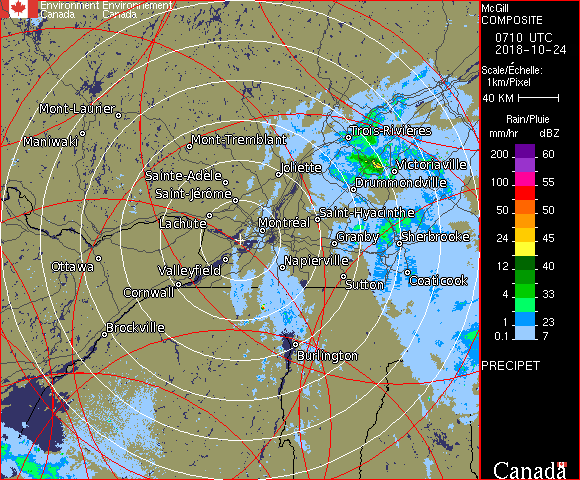 Environment Environnement
Canada Canada
McGill
COMPOSITE
0710 UTC
2018-10-24
Scale/Échelle:
1km/Pixel
40 KM
Rain/Pluie
mm/hr dBZ
200 60
100 55
50 50
24 45
12 40
4 33
1 23
0.1 7
PRECIPET
Canada
Mont-Laurier
Maniwaki
Mont-Tremblant
Trois-Rivières
Joliette
Victoriaville
Sainte-Adèle
Drummondville
Saint-Jérôme
Lachute
Montréal
Saint-Hyacinthe
Granby
Sherbrooke
Ottawa
Valleyfield
Napierville
Cornwall
Sutton
Coaticook
Brockville
Burlington